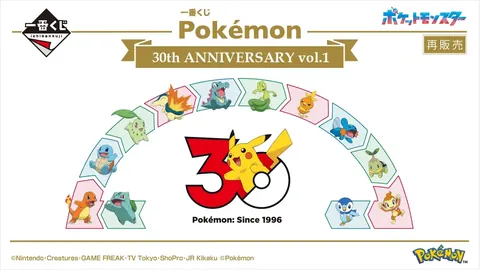 一番くじ
ichibankuji
一番くじ
Pokémon
30th ANNIVERSARY vol.1
ポケットモンスター
再販売
30
Pokémon: Since 1996
©Nintendo・Creatures・GAME FREAK・TV Tokyo・ShoPro・JR Kikaku ©Pokémon
Pokémon